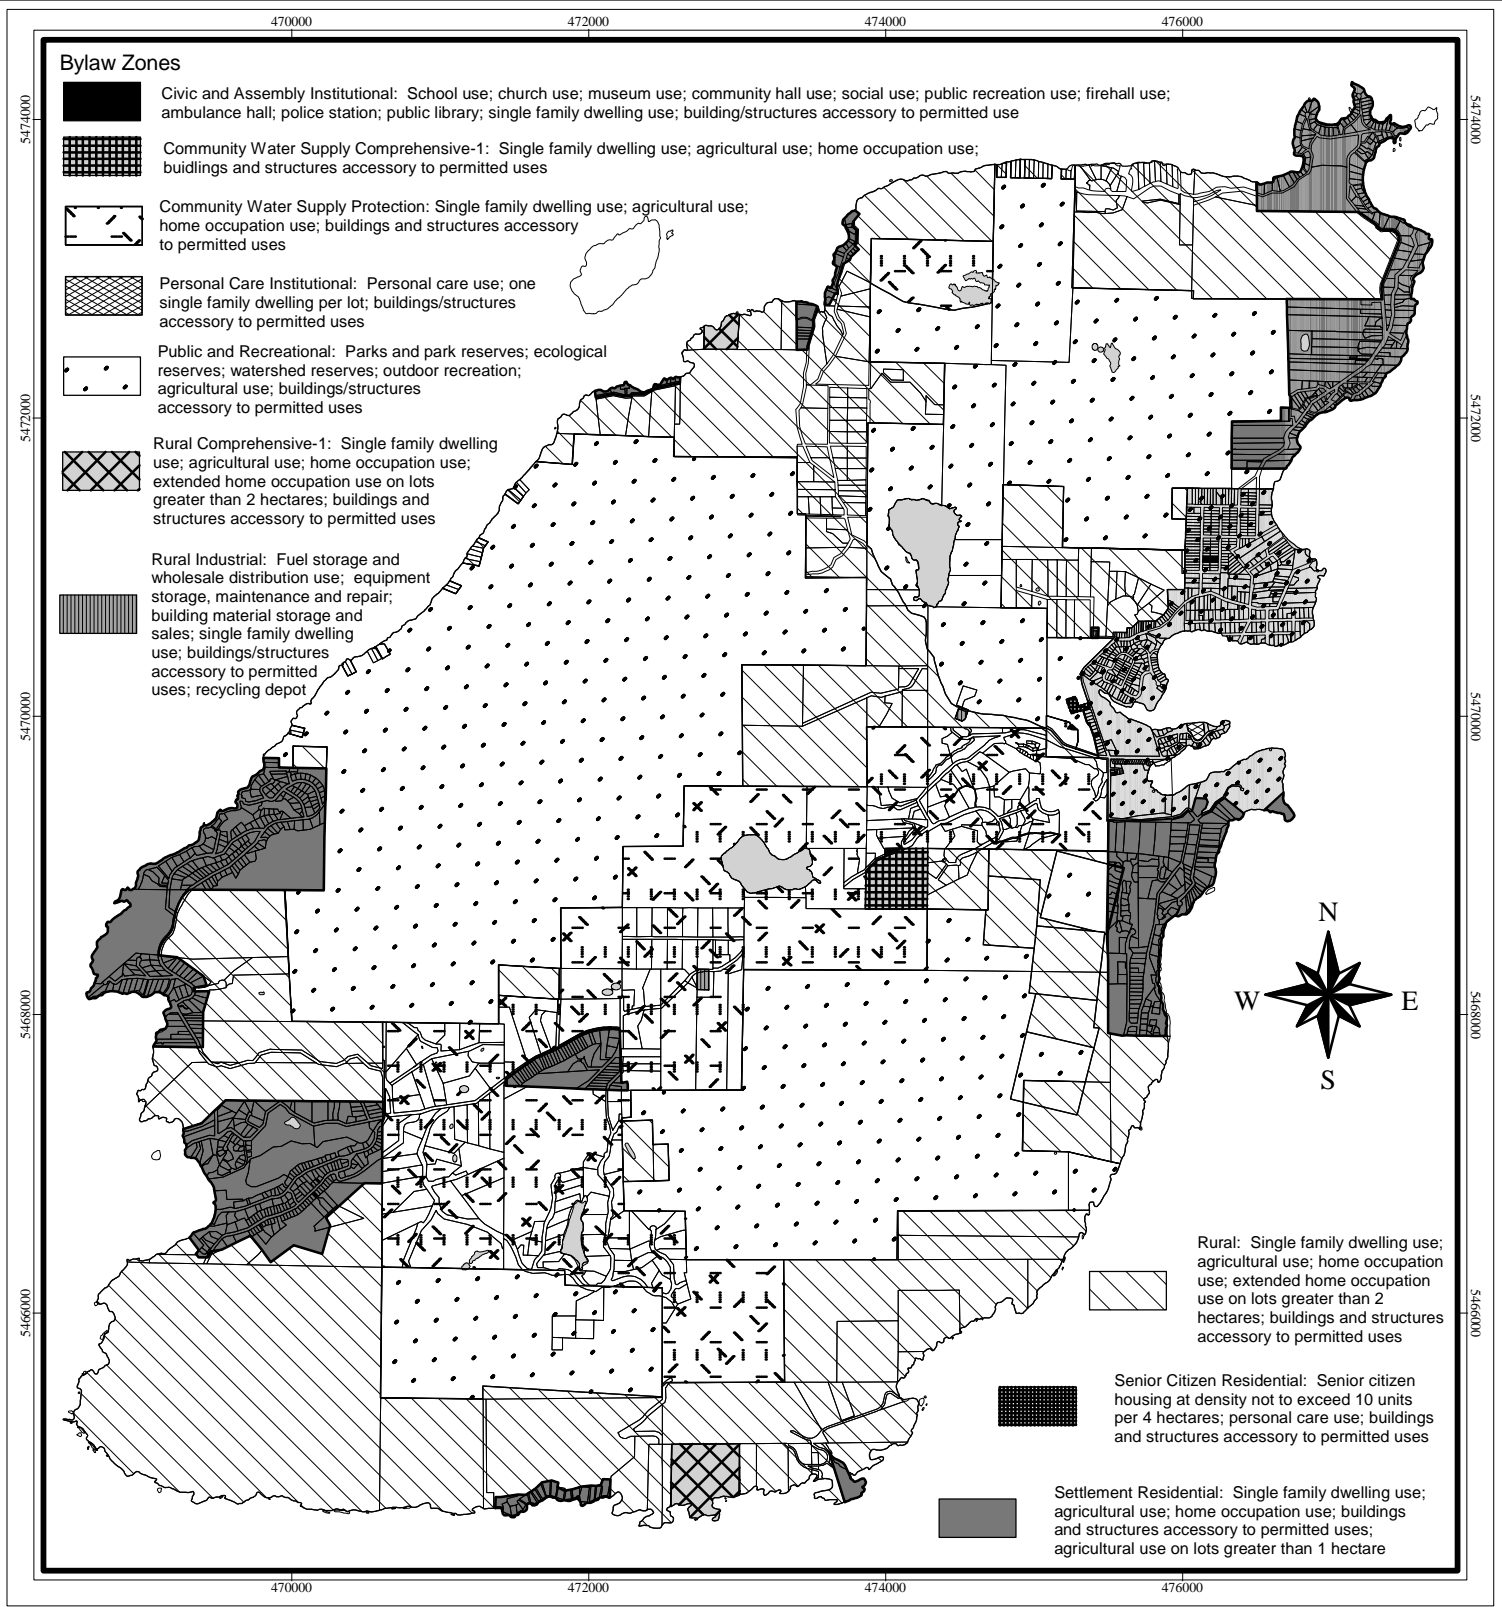 470000
472000
474000
476000
Bylaw Zones
Civic and Assembly Institutional: School use; church use; museum use; community hall use; social use; public recreation use; firehall use;
ambulance hall; police station; public library; single family dwelling use; building/structures accessory to permitted use
Community Water Supply Comprehensive-1: Single family dwelling use; agricultural use; home occupation use;
buidlings and structures accessory to permitted uses
Community Water Supply Protection: Single family dwelling use; agricultural use;
home occupation use; buildings and structures accessory
to permitted uses
Personal Care Institutional: Personal care use; one
single family dwelling per lot; buildings/structures
accessory to permitted uses
Public and Recreational: Parks and park reserves; ecological
reserves; watershed reserves; outdoor recreation;
agricultural use; buildings/structures
accessory to permitted uses
Rural Comprehensive-1: Single family dwelling
use; agricultural use; home occupation use;
extended home occupation use on lots
greater than 2 hectares; buildings and
structures accessory to permitted uses
Rural Industrial: Fuel storage and
wholesale distribution use; equipment
storage, maintenance and repair;
building material storage and
sales; single family dwelling
use; buildings/structures
accessory to permitted
uses; recycling depot
5474000
5472000
5470000
5468000
5466000
5474000
5472000
5470000
5468000
5466000
N
W
E
S
Rural: Single family dwelling use;
agricultural use; home occupation
use; extended home occupation
use on lots greater than 2
hectares; buildings and structures
accessory to permitted uses
Senior Citizen Residential: Senior citizen
housing at density not to exceed 10 units
per 4 hectares; personal care use; buildings
and structures accessory to permitted uses
Settlement Residential: Single family dwelling use;
agricultural use; home occupation use; buildings
and structures accessory to permitted uses;
agricultural use on lots greater than 1 hectare
470000
472000
474000
476000